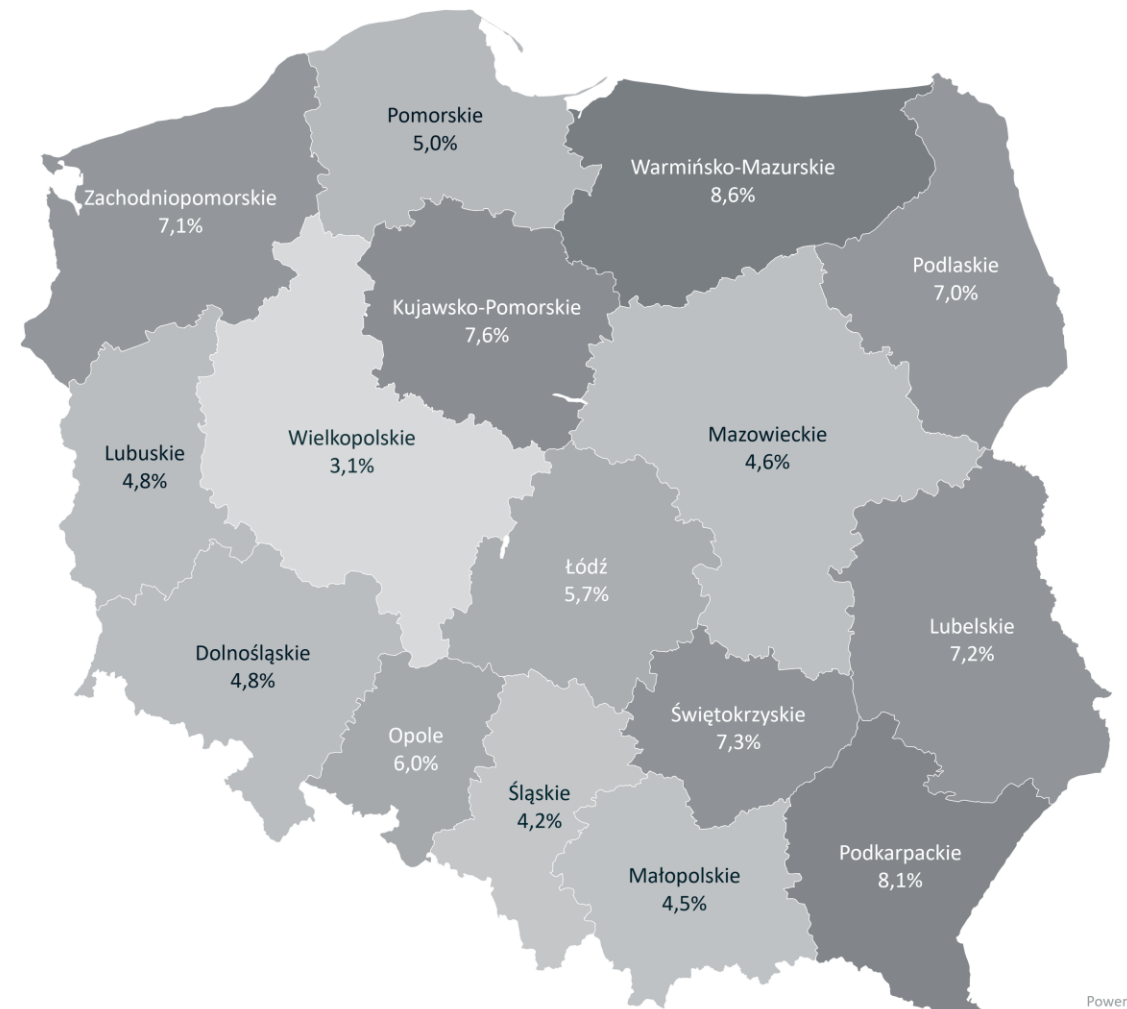 Pomorskie
5,0%
Warmińsko-Mazurskie
8,6%
Zachodniopomorskie
7,1%
Podlaskie
7,0%
Kujawsko-Pomorskie
7,6%
Mazowieckie
4,6%
Wielkopolskie
3,1%
Lubuskie
4,8%
Łódź
5,7%
Lubelskie
7,2%
Dolnośląskie
4,8%
Świętokrzyskie
7,3%
Opole
6,0%
Śląskie
4,2%
Podkarpackie
8,1%
Małopolskie
4,5%
Power